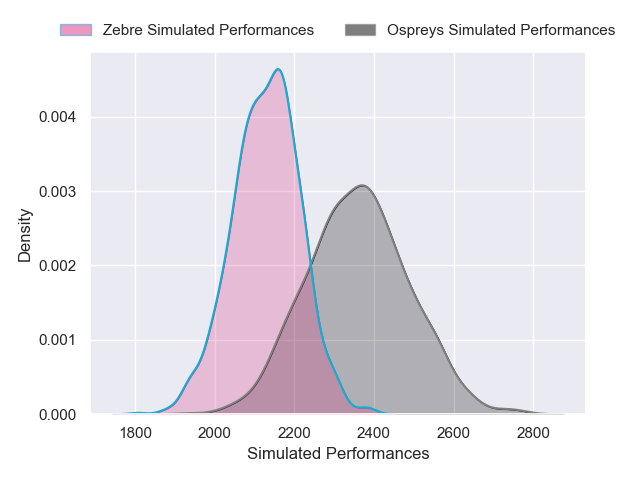 Zebre Simulated Performances Ospreys Simulated Performances
0.004
0.003
0.002
0.001
0.000
Density
1800 2000 2200 2400 2600 2800
Simulated Performances